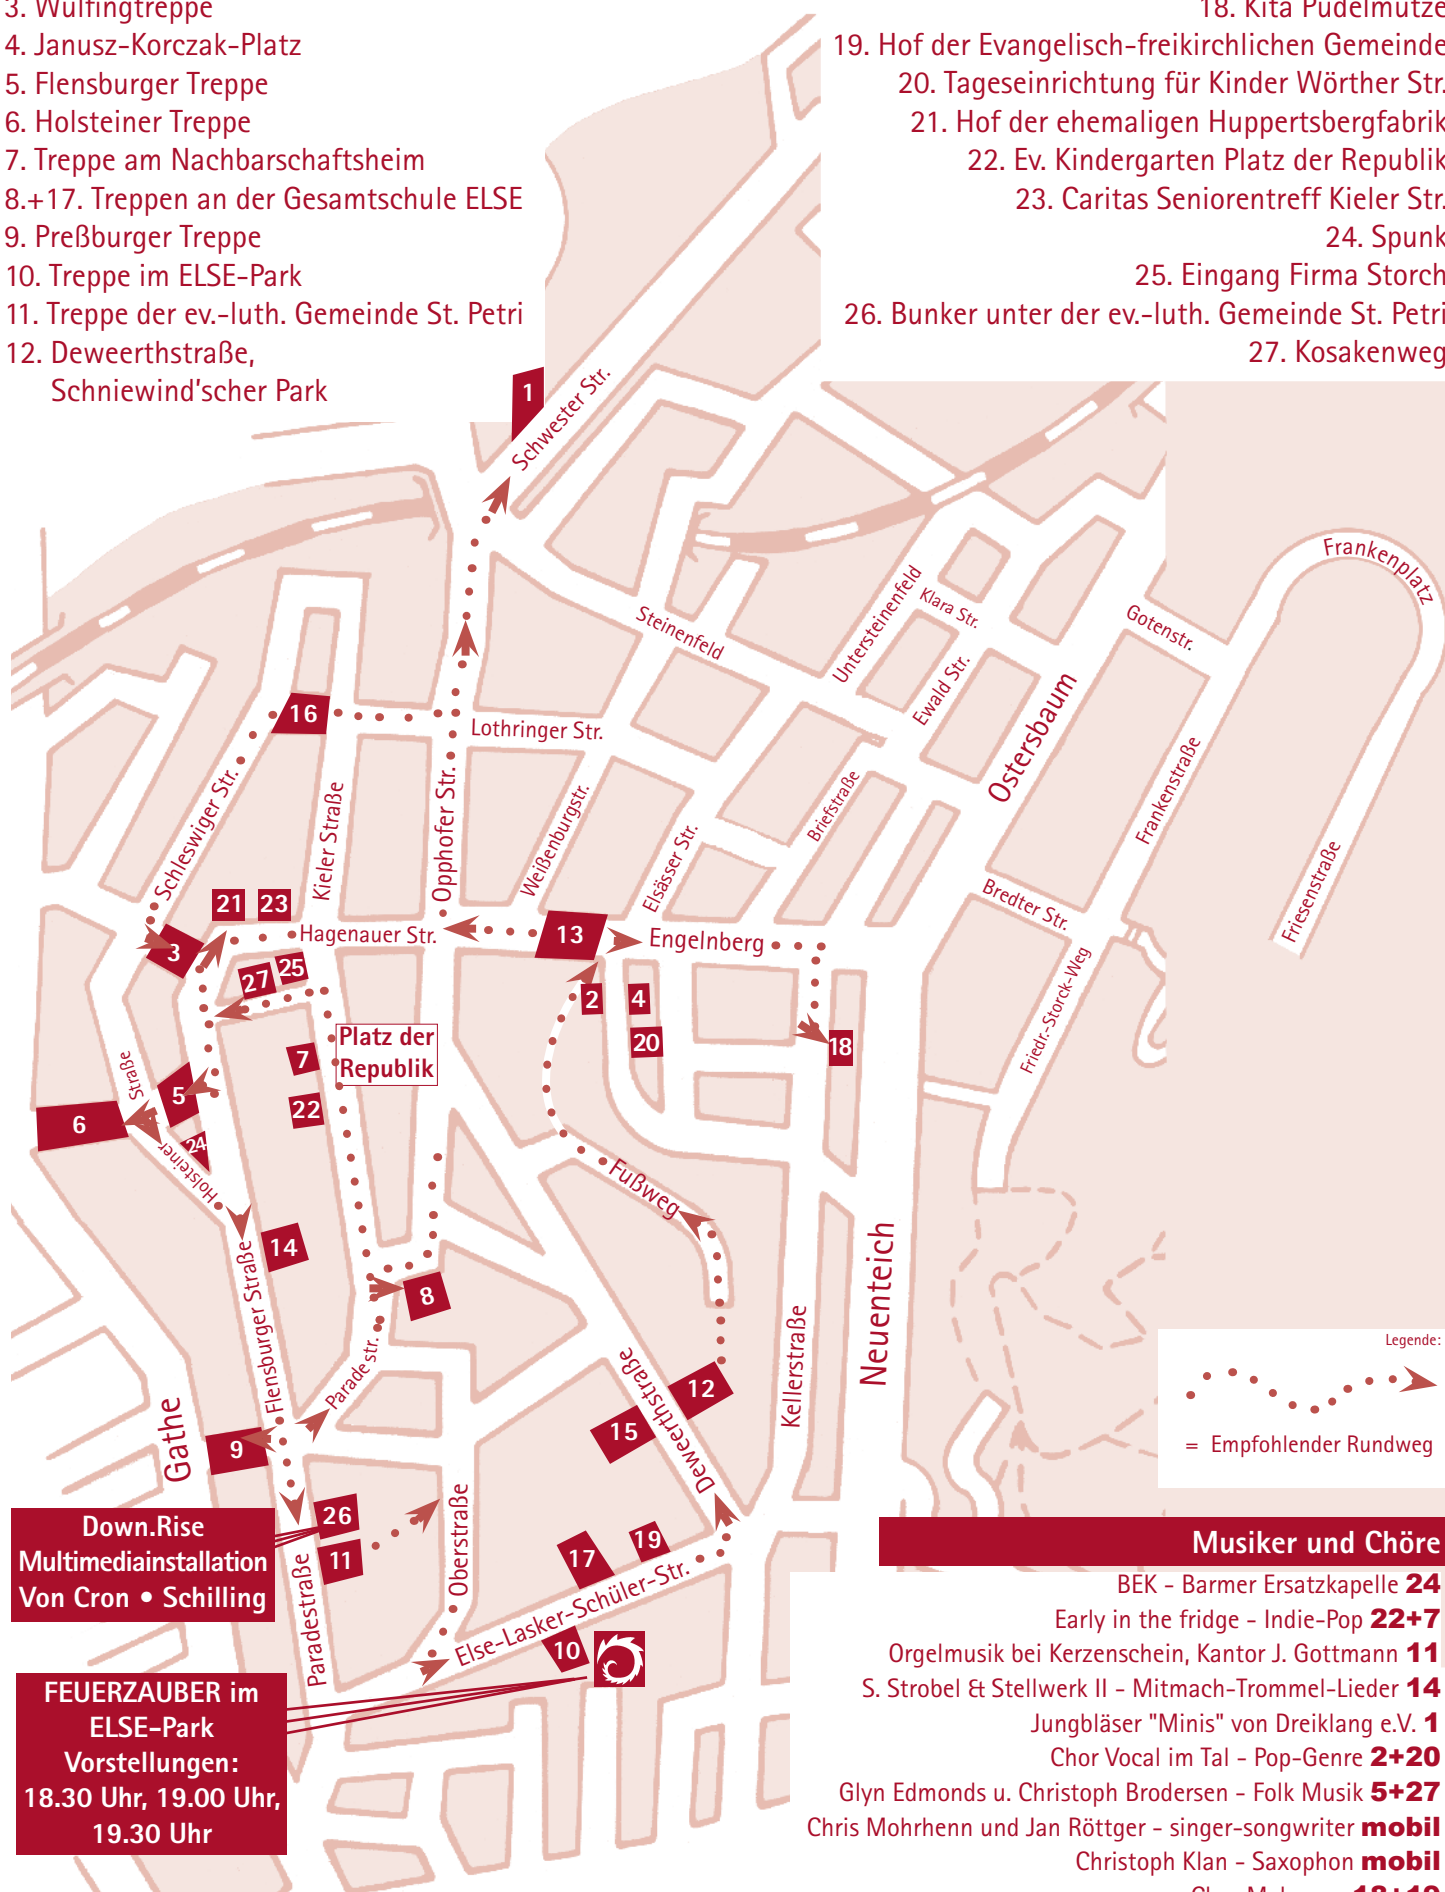 3. Wülfingtreppe
4. Janusz-Korczak-Platz
5. Flensburger Treppe
6. Holsteiner Treppe
7. Treppe am Nachbarschaftsheim
8.+17. Treppen an der Gesamtschule ELSE
9. Preßburger Treppe
10. Treppe im ELSE-Park
11. Treppe der ev.-luth. Gemeinde St. Petri
12. Deweerthstraße,
Schniewind'scher Park
18. Kita Pudelmütze
19. Hof der Evangelisch-freikirchlichen Gemeinde
20. Tageseinrichtung für Kinder Wörther Str.
21. Hof der ehemaligen Huppertsbergfabrik
22. Ev. Kindergarten Platz der Republik
23. Caritas Seniorentreff Kieler Str.
24. Spunk
25. Eingang Firma Storch
26. Bunker unter der ev.-luth. Gemeinde St. Petri
27. Kosakenweg
1
Schwester Str.
Frankenplatz
Steinenfeld
Untersteinenfeld
Klara Str.
Gotenstr.
Ewald Str.
Ostersbaum
16
Lothringer Str.
Schleswiger Str.
Kieler Straße
Opphofer Str.
Weißenburgstr.
Elsässer Str.
Briefstraße
Frankenstraße
Friesenstraße
Bredter Str.
21
23
3
Hagenauer Str.
13
Engelnberg
27
25
2
4
20
18
Friedr.-Storck-Weg
Platz der
Republik
7
22
Straße
5
6
24
Holsteiner
Fußweg
14
8
Flensburger Straße
Parade str.
Neuenteich
Kellerstraße
Deweerthstraße
12
15
Gathe
9
Legende:
= Empfohlender Rundweg
26
11
Oberstraße
17
19
Down.Rise
Multimediainstallation
Von Cron • Schilling
Paradestraße
Else-Lasker-Schüler-Str.
10
FEUERZAUBER im
ELSE-Park
Vorstellungen:
18.30 Uhr, 19.00 Uhr,
19.30 Uhr
Musiker und Chöre
BEK - Barmer Ersatzkapelle 24
Early in the fridge - Indie-Pop 22+7
Orgelmusik bei Kerzenschein, Kantor J. Gottmann 11
S. Strobel & Stellwerk II - Mitmach-Trommel-Lieder 14
Jungbläser "Minis" von Dreiklang e.V. 1
Chor Vocal im Tal - Pop-Genre 2+20
Glyn Edmonds u. Christoph Brodersen - Folk Musik 5+27
Chris Mohrhenn und Jan Röttger - singer-songwriter mobil
Christoph Klan - Saxophon mobil